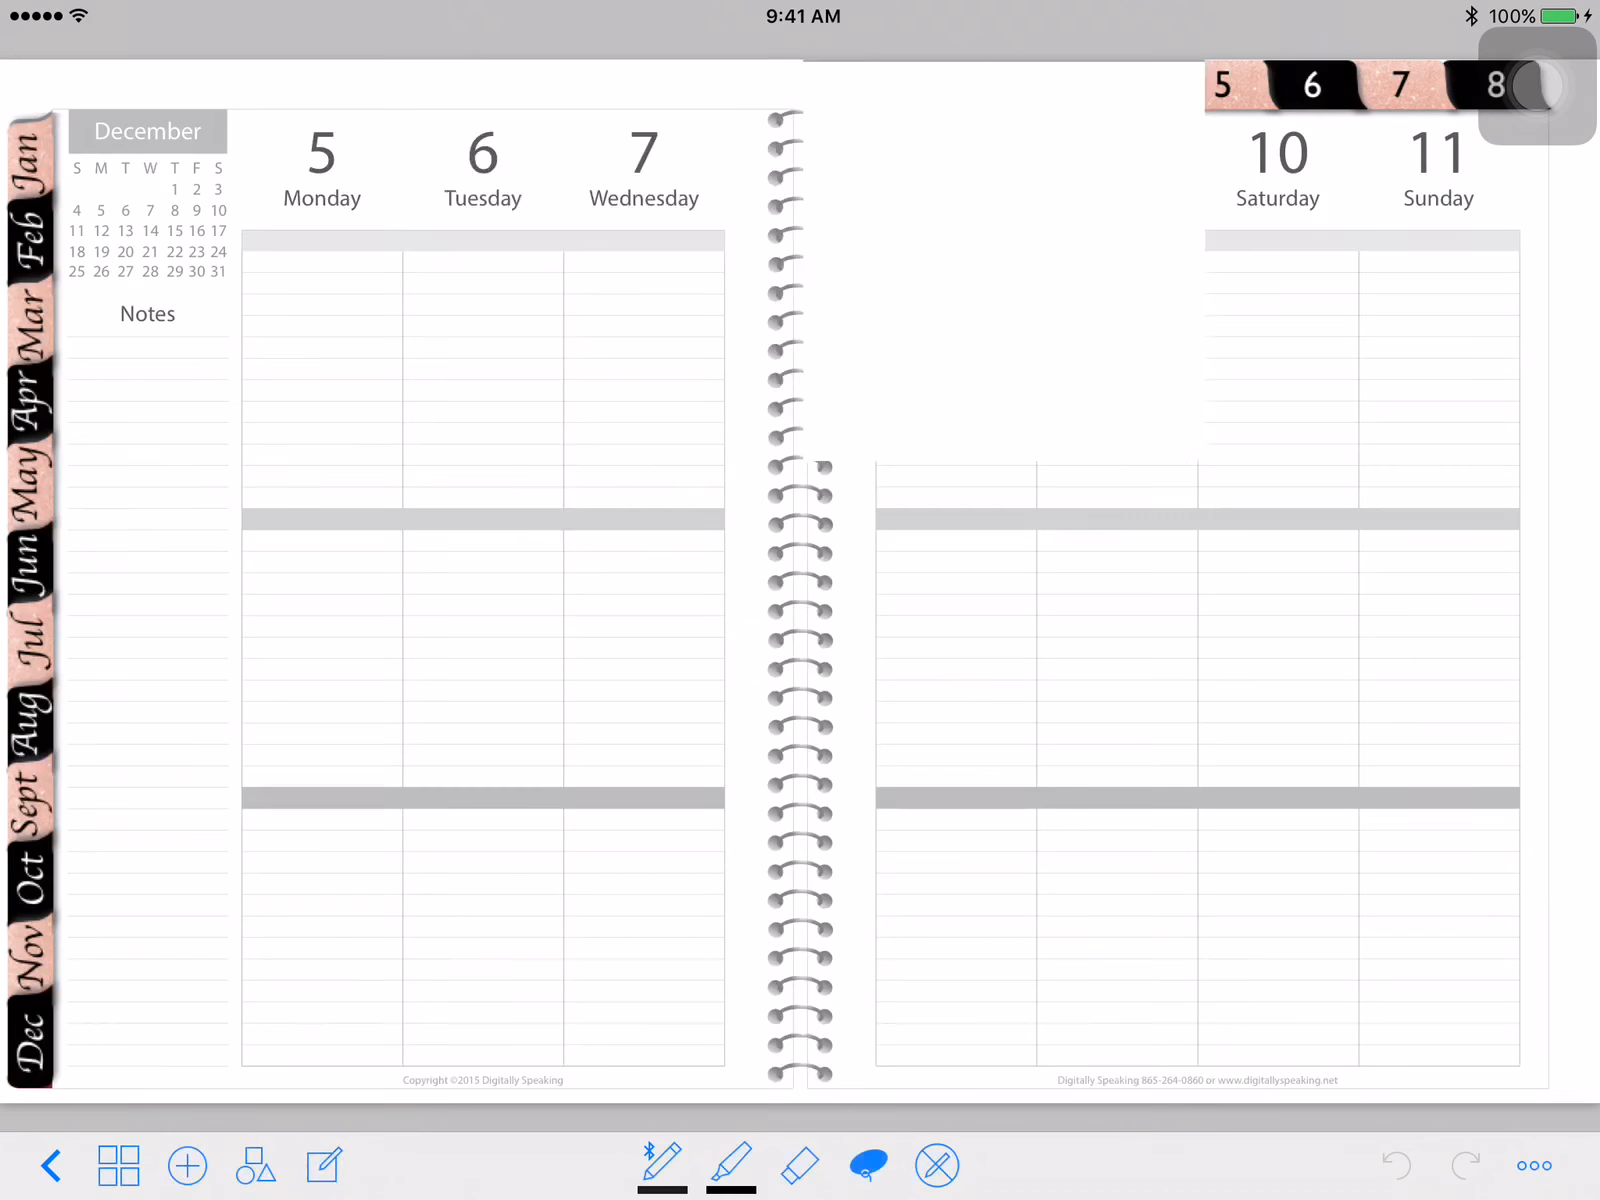 9:41 AM
100%
5 6 7 8
December
S M T W T F S
1 2 3
4 5 6 7 8 9 10
11 12 13 14 15 16 17
18 19 20 21 22 23 24
25 26 27 28 29 30 31
Notes
5 6 7 10 11
Monday Tuesday Wednesday Saturday Sunday
Jan
Feb
Mar
Apr
May
Jun
Jul
Aug
Sept
Oct
Nov
Dec
Copyright ©2015 Digitally Speaking
Digitally Speaking 865-264-0860 or www.digitallyspeaking.net